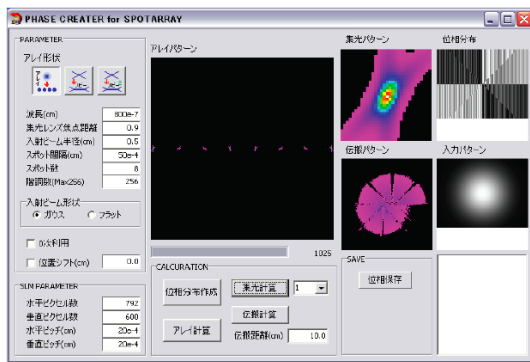 PHASE CREATER for SPOTARRAY
PARAMETER
アレイ形状
波長(cm) 800e-7
集光レンズ焦点距離 0.9
入射ビーム半径(cm) 0.5
スポット間隔(cm) 50e-4
スポット数 8
階調数(Max256) 256
入射ビーム形状
ガウス フラット
0次利用
位置シフト(cm) 0.0
SLM PARAMETER
水平ピクセル数 792
垂直ピクセル数 600
水平ピッチ(cm) 20e-4
垂直ピッチ(cm) 20e-4
アレイパターン
1025
CALCURATION
位相分布作成
集光計算 1
アレイ計算
伝搬計算
伝搬距離(cm) 10.0
集光パターン
位相分布
伝搬パターン
入力パターン
SAVE
位相保存